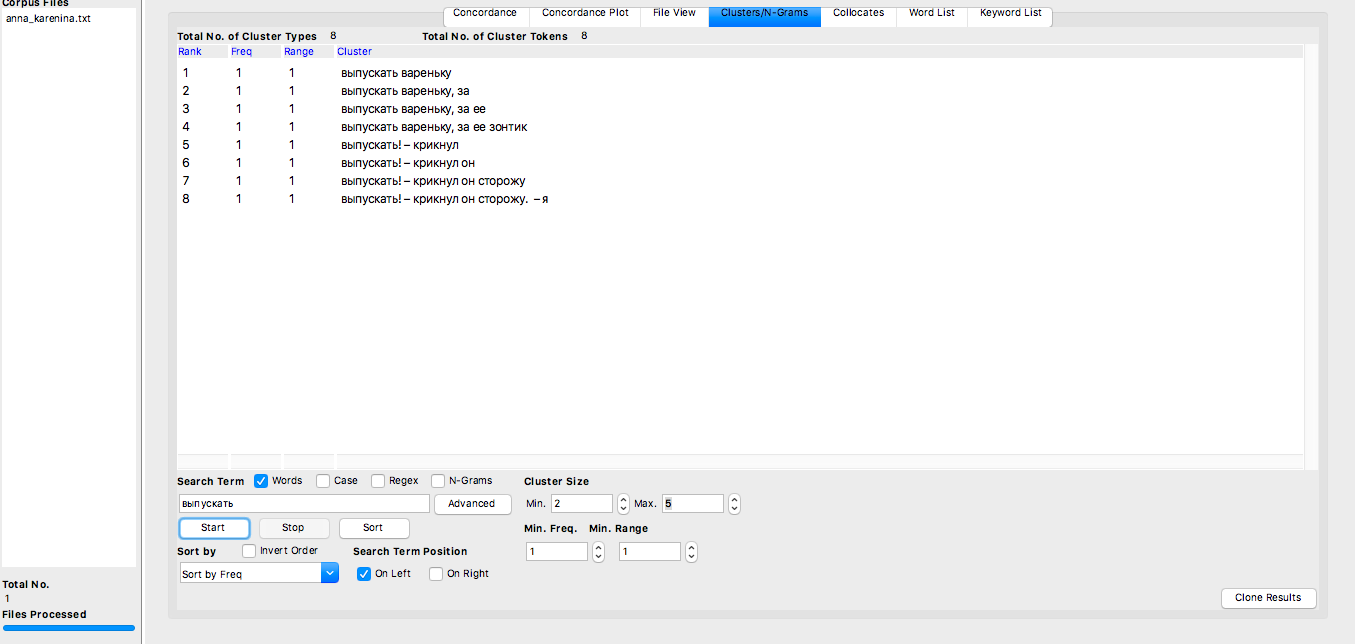 Corpus Files
anna_karenina.txt
Concordance Concordance Plot File View Clusters/N-Grams Collocates Word List Keyword List
Total No. of Cluster Types 8 Total No. of Cluster Tokens 8
Rank Freq Range Cluster
1 1 1 выпускать вареньку
2 1 1 выпускать вареньку, за
3 1 1 выпускать вареньку, за ее
4 1 1 выпускать вареньку, за ее зонтик
5 1 1 выпускать! – крикнул
6 1 1 выпускать! – крикнул он
7 1 1 выпускать! – крикнул он сторожу
8 1 1 выпускать! – крикнул он сторожу. – я
Search Term Words Case Regex N-Grams Cluster Size
выпускать Advanced Min. 2 Max. 5
Start Stop Sort Min. Freq. Min. Range
Sort by Invert Order Search Term Position 1 1
Sort by Freq On Left On Right
Total No.
1
Files Processed
Clone Results